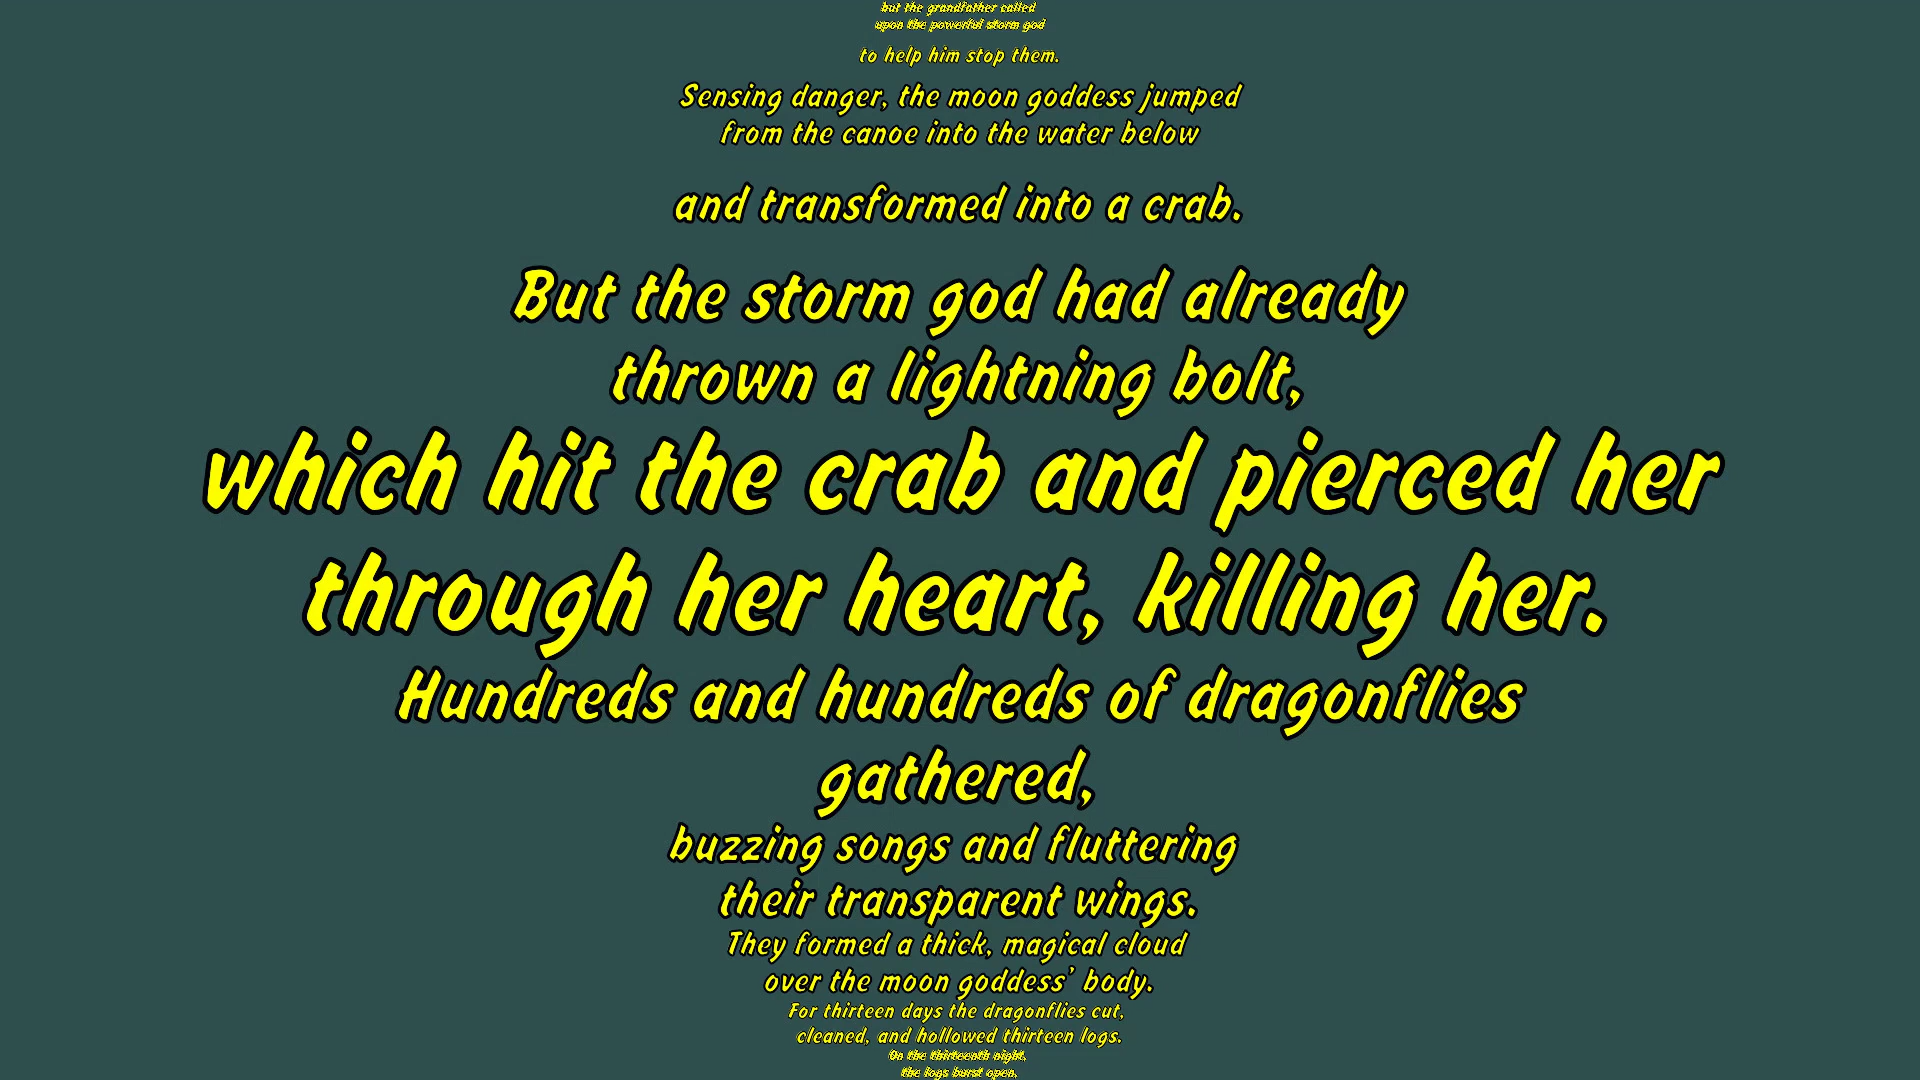 but the grandfather called
upon the powerful storm god
to help him stop them.
Sensing danger, the moon goddess jumped
from the canoe into the water below
and transformed into a crab.
But the storm god had already
thrown a lightning bolt,
which hit the crab and pierced her
through her heart, killing her.
Hundreds and hundreds of dragonflies
gathered,
buzzing songs and fluttering
their transparent wings.
They formed a thick, magical cloud
over the moon goddess’ body.
For thirteen days the dragonflies cut,
cleaned, and hollowed thirteen logs.
On the thirteenth night,
the logs burst open,